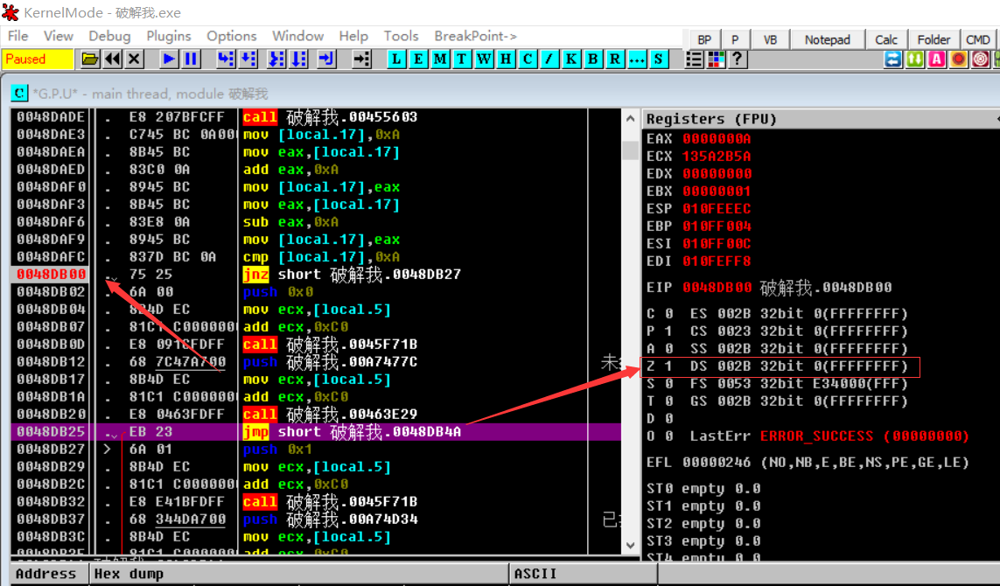 KernelMode - 破解我.exe
File View Debug Plugins Options Window Help Tools BreakPoint->
BP P VB Notepad Calc Folder CMD
Paused L E M T W H C / K B R ... S ?
C *G.P.U* - main thread, module 破解我
0048DADE . E8 207BFCFF call 破解我.00455603
0048DAE3 . C745 BC 0A00 mov [local.17],0xA
0048DAEA . 8B45 BC mov eax,[local.17]
0048DAED . 83C0 0A add eax,0xA
0048DAF0 . 8945 BC mov [local.17],eax
0048DAF3 . 8B45 BC mov eax,[local.17]
0048DAF6 . 83E8 0A sub eax,0xA
0048DAF9 . 8945 BC mov [local.17],eax
0048DAFC . 837D BC 0A cmp [local.17],0xA
0048DB00 . 75 25 jnz short 破解我.0048DB27
0048DB02 . 6A 00 push 0x0
0048DB04 . 8B4D EC mov ecx,[local.5]
0048DB07 . 81C1 C0000000 add ecx,0xC0
0048DB0D . E8 091CFDFF call 破解我.0045F71B
0048DB12 . 68 7C47A700 push 破解我.00A7477C 未
0048DB17 . 8B4D EC mov ecx,[local.5]
0048DB1A . 81C1 C0000000 add ecx,0xC0
0048DB20 . E8 0463FDFF call 破解我.00463E29
0048DB25 . EB 23 jmp short 破解我.0048DB4A
0048DB27 > 6A 01 push 0x1
0048DB29 . 8B4D EC mov ecx,[local.5]
0048DB2C . 81C1 C0000000 add ecx,0xC0
0048DB32 . E8 E41BFDFF call 破解我.0045F71B
0048DB37 . 68 344DA700 push 破解我.00A74D34 已
0048DB3C . 8B4D EC mov ecx,[local.5]
0048DB3F . 81C1 C0000000 add ecx,0xC0
Registers (FPU)
EAX 0000000A
ECX 135A2B5A
EDX 00000000
EBX 00000001
ESP 010FEEEC
EBP 010FF004
ESI 010FF00C
EDI 010FEFF8
EIP 0048DB00 破解我.0048DB00
C 0 ES 002B 32bit 0(FFFFFFFF)
P 1 CS 0023 32bit 0(FFFFFFFF)
A 0 SS 002B 32bit 0(FFFFFFFF)
Z 1 DS 002B 32bit 0(FFFFFFFF)
S 0 FS 0053 32bit E34000(FFF)
T 0 GS 002B 32bit 0(FFFFFFFF)
D 0
O 0 LastErr ERROR_SUCCESS (00000000)
EFL 00000246 (NO,NB,E,BE,NS,PE,GE,LE)
ST0 empty 0.0
ST1 empty 0.0
ST2 empty 0.0
ST3 empty 0.0
ST4 empty 0.0
Address Hex dump ASCII